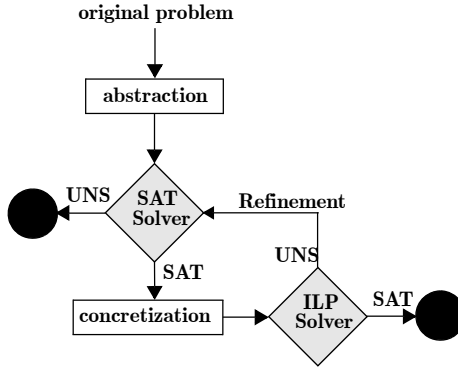 original problem
abstraction
UNS
SAT
Solver
Refinement
SAT
UNS
concretization
ILP
Solver
SAT